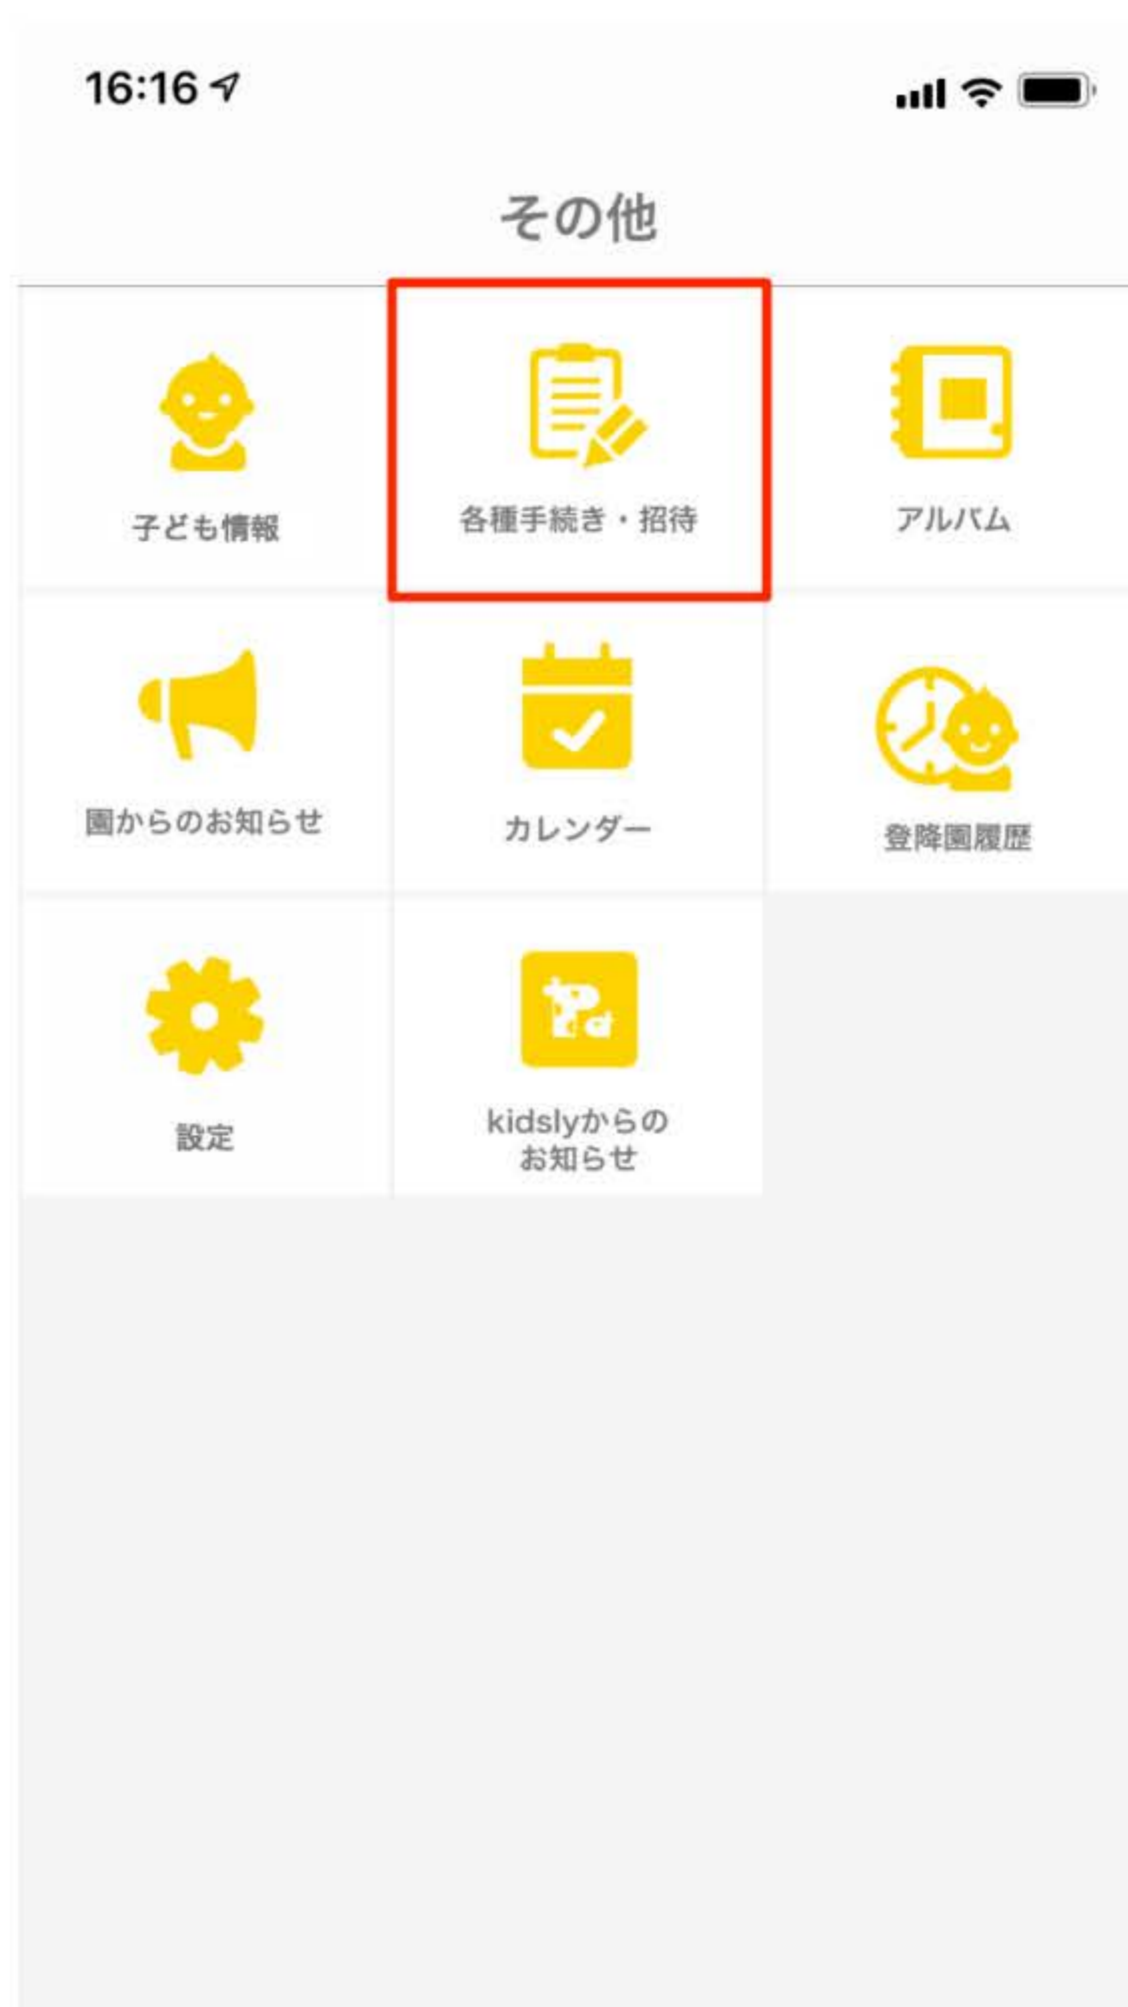 16:16
その他
子ども情報
各種手続き・招待
アルバム
園からのお知らせ
カレンダー
登降園履歴
設定
kidslyからの
お知らせ